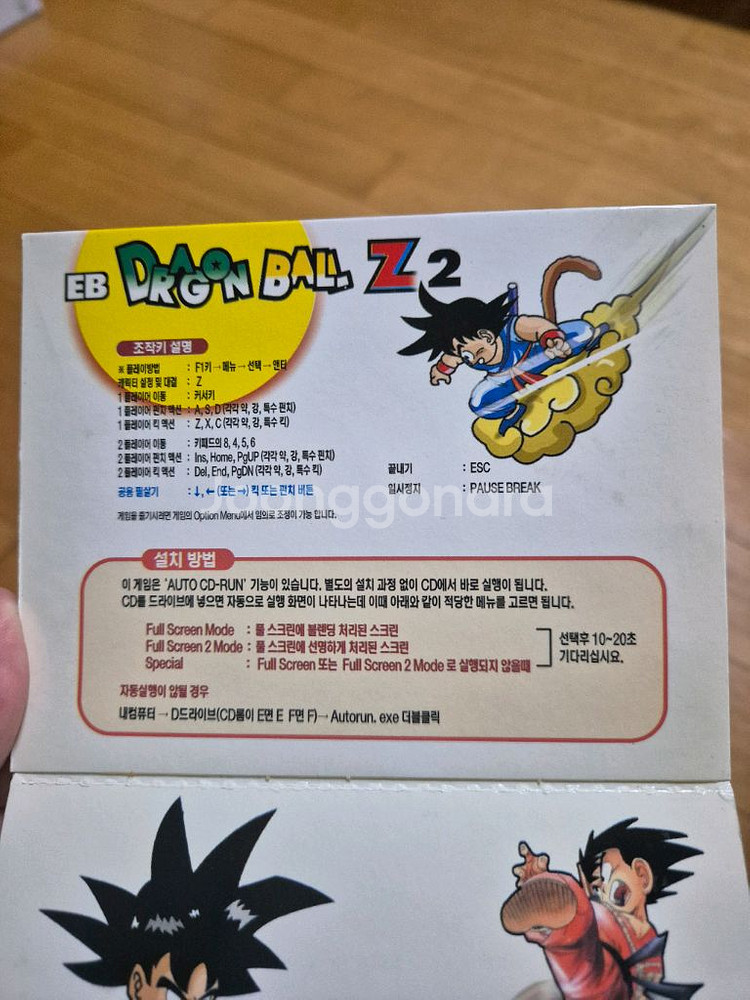 EB DRAGON BALL Z 2
조작키 설명
※ 플레이방법 : F1키 → 메뉴 → 선택 → 엔터
캐릭터 설정 및 대결 : Z
1 플레이어 이동 : 커서키
1 플레이어 펀치 액션 : A, S, D (각각 약, 강, 특수 펀치)
1 플레이어 킥 액션 : Z, X, C (각각 약, 강, 특수 킥)
2 플레이어 이동 : 키패드의 8, 4, 5, 6
2 플레이어 펀치 액션 : Ins, Home, PgUP (각각 약, 강, 특수 펀치)
2 플레이어 킥 액션 : Del, End, PgDN (각각 약, 강, 특수 킥)
공용 필살기 : ↓, ← (또는 →) 킥 또는 펀치 버튼
끝내기 : ESC
일시정지 : PAUSE BREAK
게임을 즐기시려면 게임의 Option Menu에서 임의로 조정이 가능 합니다.
Joonggonara
설치 방법
이 게임은 'AUTO CD-RUN' 기능이 있습니다. 별도의 설치 과정 없이 CD에서 바로 실행이 됩니다.
CD를 드라이브에 넣으면 자동으로 실행 화면이 나타나는데 이때 아래와 같이 적당한 메뉴를 고르면 됩니다.
Full Screen Mode : 풀 스크린에 블렌딩 처리된 스크린
Full Screen 2 Mode : 풀 스크린에 선명하게 처리된 스크린
Special : Full Screen 또는 Full Screen 2 Mode 로 실행되지 않을때
선택후 10~20초
기다리십시요.
자동실행이 않될 경우
내컴퓨터 → D드라이브(CD롬이 E면 E F면 F) → Autorun. exe 더블클릭